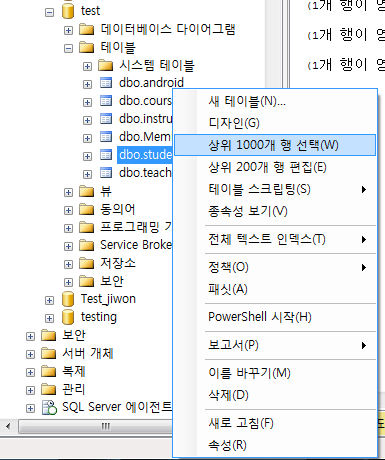 test
(1개 행이 영
데이터베이스 다이어그램
(1개 행이 영
테이블
시스템 테이블
(1개 행이 영
dbo.android
dbo.cours
dbo.instru
dbo.Mem
dbo.stude
dbo.teach
뷰
동의어
프로그래밍 기
Service Broke
저장소
보안
Test_jiwon
testing
보안
서버 개체
복제
관리
SQL Server 에이전트
새 테이블(N)...
디자인(G)
상위 1000개 행 선택(W)
상위 200개 행 편집(E)
테이블 스크립팅(S)
종속성 보기(V)
전체 텍스트 인덱스(T)
정책(O)
패싯(A)
PowerShell 시작(H)
보고서(P)
이름 바꾸기(M)
삭제(D)
새로 고침(F)
속성(R)